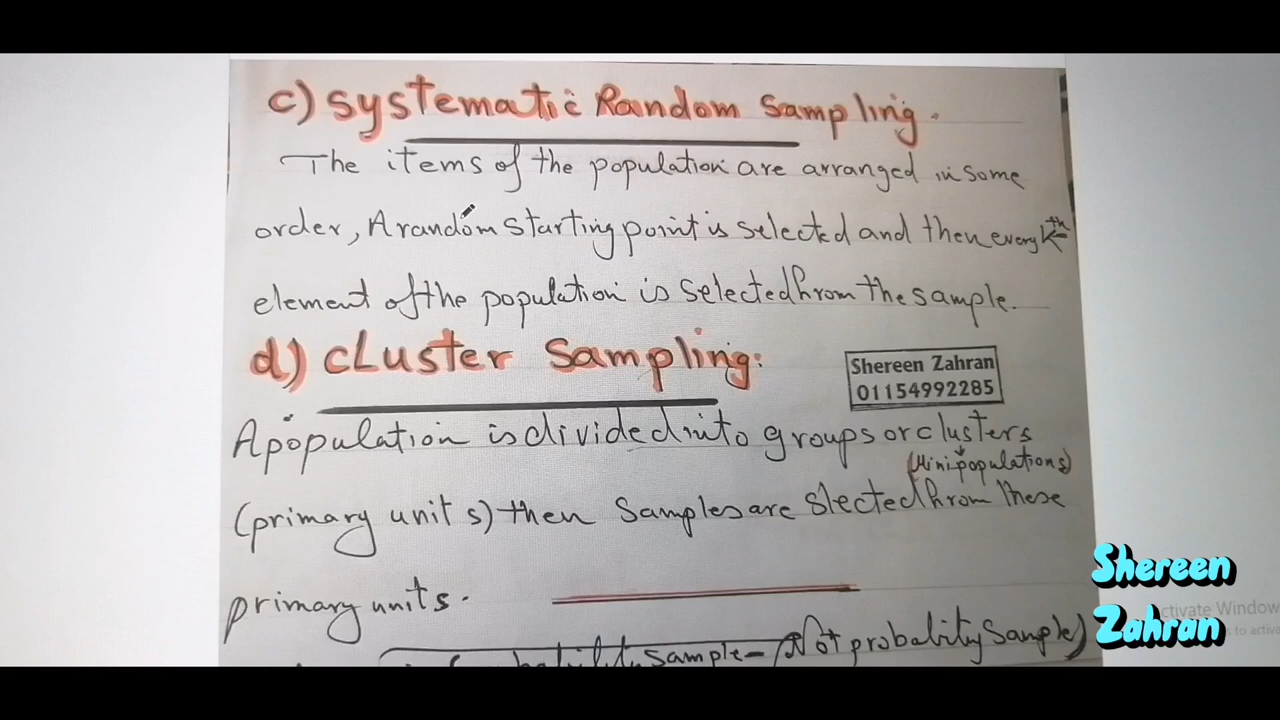 c) Systematic Random Sampling.
The items of the population are arranged in some
order, A random starting point is selected and then every kth
element of the population is selected from the sample.
d) Cluster Sampling:
Shereen Zahran
01154992285
A population is divided into groups or clusters
(Mini populations)
(primary units) then samples are slected from these
primary units.
sample - (Not probability Sample)
Shereen
Zahran